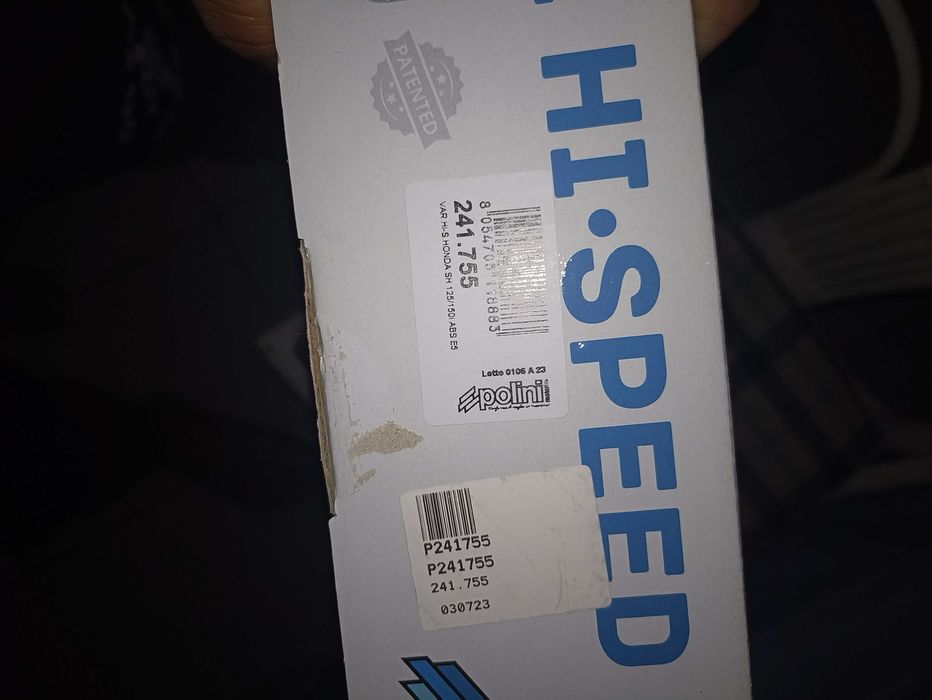 PATENTED
HI·SPEED
241.755
VAR.HI-S HONDA SH 125/150i ABS E5
Lotto 0106 A 23
polini
P241755
P241755
241.755
030723